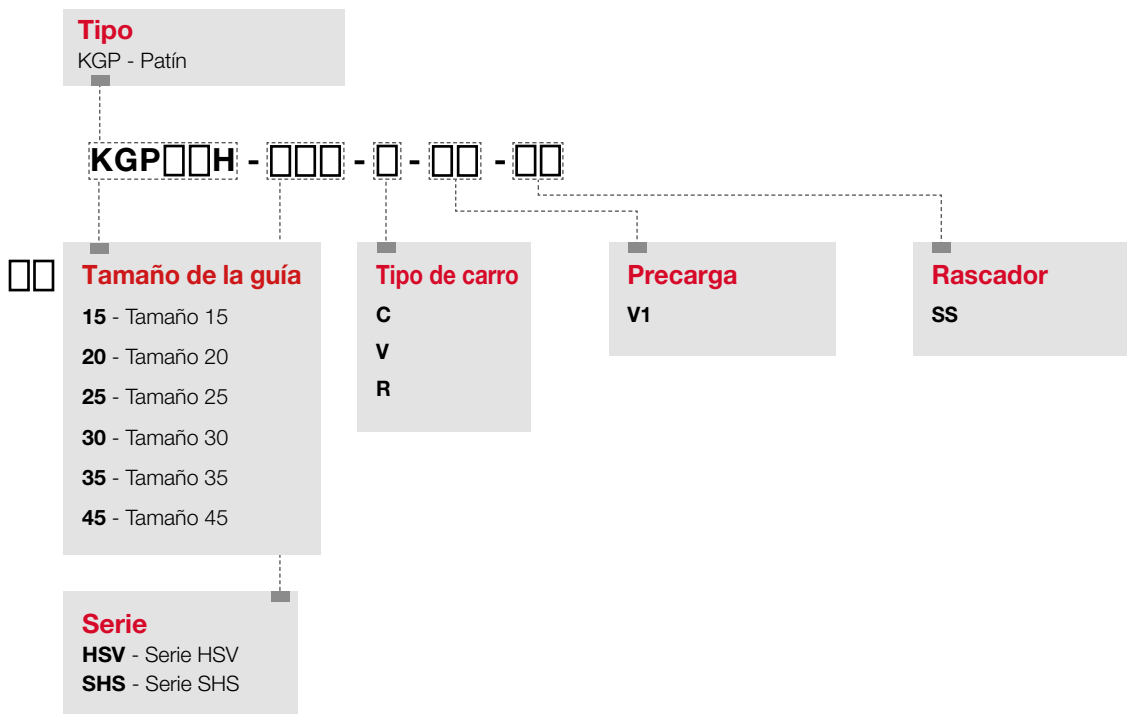 Tipo
KGP - Patín
KGP□□H - □□□ - □ - □□ - □□
□□
Tamaño de la guía
15 - Tamaño 15
20 - Tamaño 20
25 - Tamaño 25
30 - Tamaño 30
35 - Tamaño 35
45 - Tamaño 45
Tipo de carro
C
V
R
Precarga
V1
Rascador
SS
Serie
HSV - Serie HSV
SHS - Serie SHS